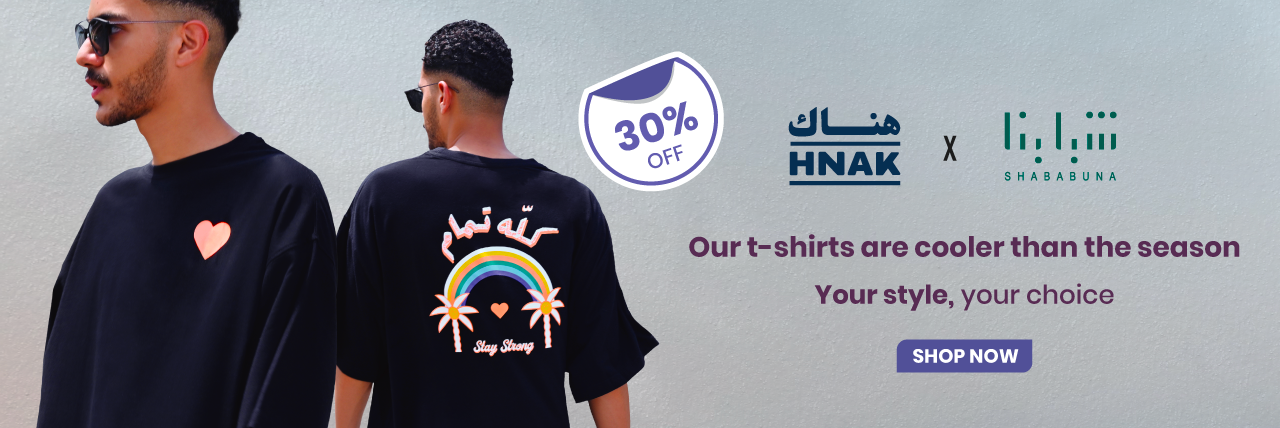 كلّه تمام
Stay Strong
30%
OFF
هناك
HNAK
X
شبابنا
SHABABUNA
Our t-shirts are cooler than the season
Your style, your choice
SHOP NOW